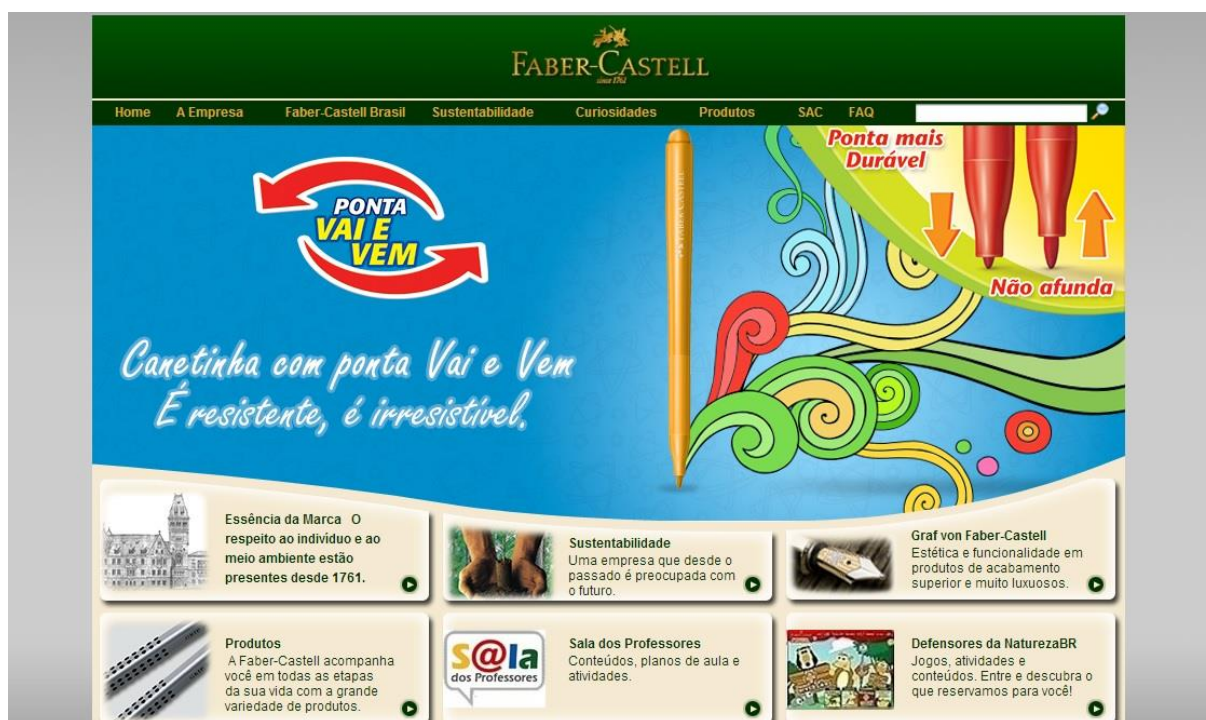 FABER-CASTELL
since
Home A Empresa Faber-Castell Brasil Sustentabilidade Curiosidades Produtos SAC FAQ
Ponta mais
Durável
Não afunda
PONTA
VAI E
VEM
FABER-CASTELL
Canetinha com ponta Vai e Vem
É resistente, é irresistível.
Essência da Marca O
respeito ao individuo e ao
meio ambiente estão
presentes desde 1761.
Sustentabilidade
Uma empresa que desde o
passado é preocupada com
o futuro.
Graf von Faber-Castell
Estética e funcionalidade em
produtos de acabamento
superior e muito luxuosos.
Produtos
A Faber-Castell acompanha
você em todas as etapas
da sua vida com a grande
variedade de produtos.
S@la
dos Professores
Sala dos Professores
Conteúdos, planos de aula e
atividades.
Defensores da NaturezaBR
Jogos, atividades e
conteúdos. Entre e descubra o
que reservamos para você!